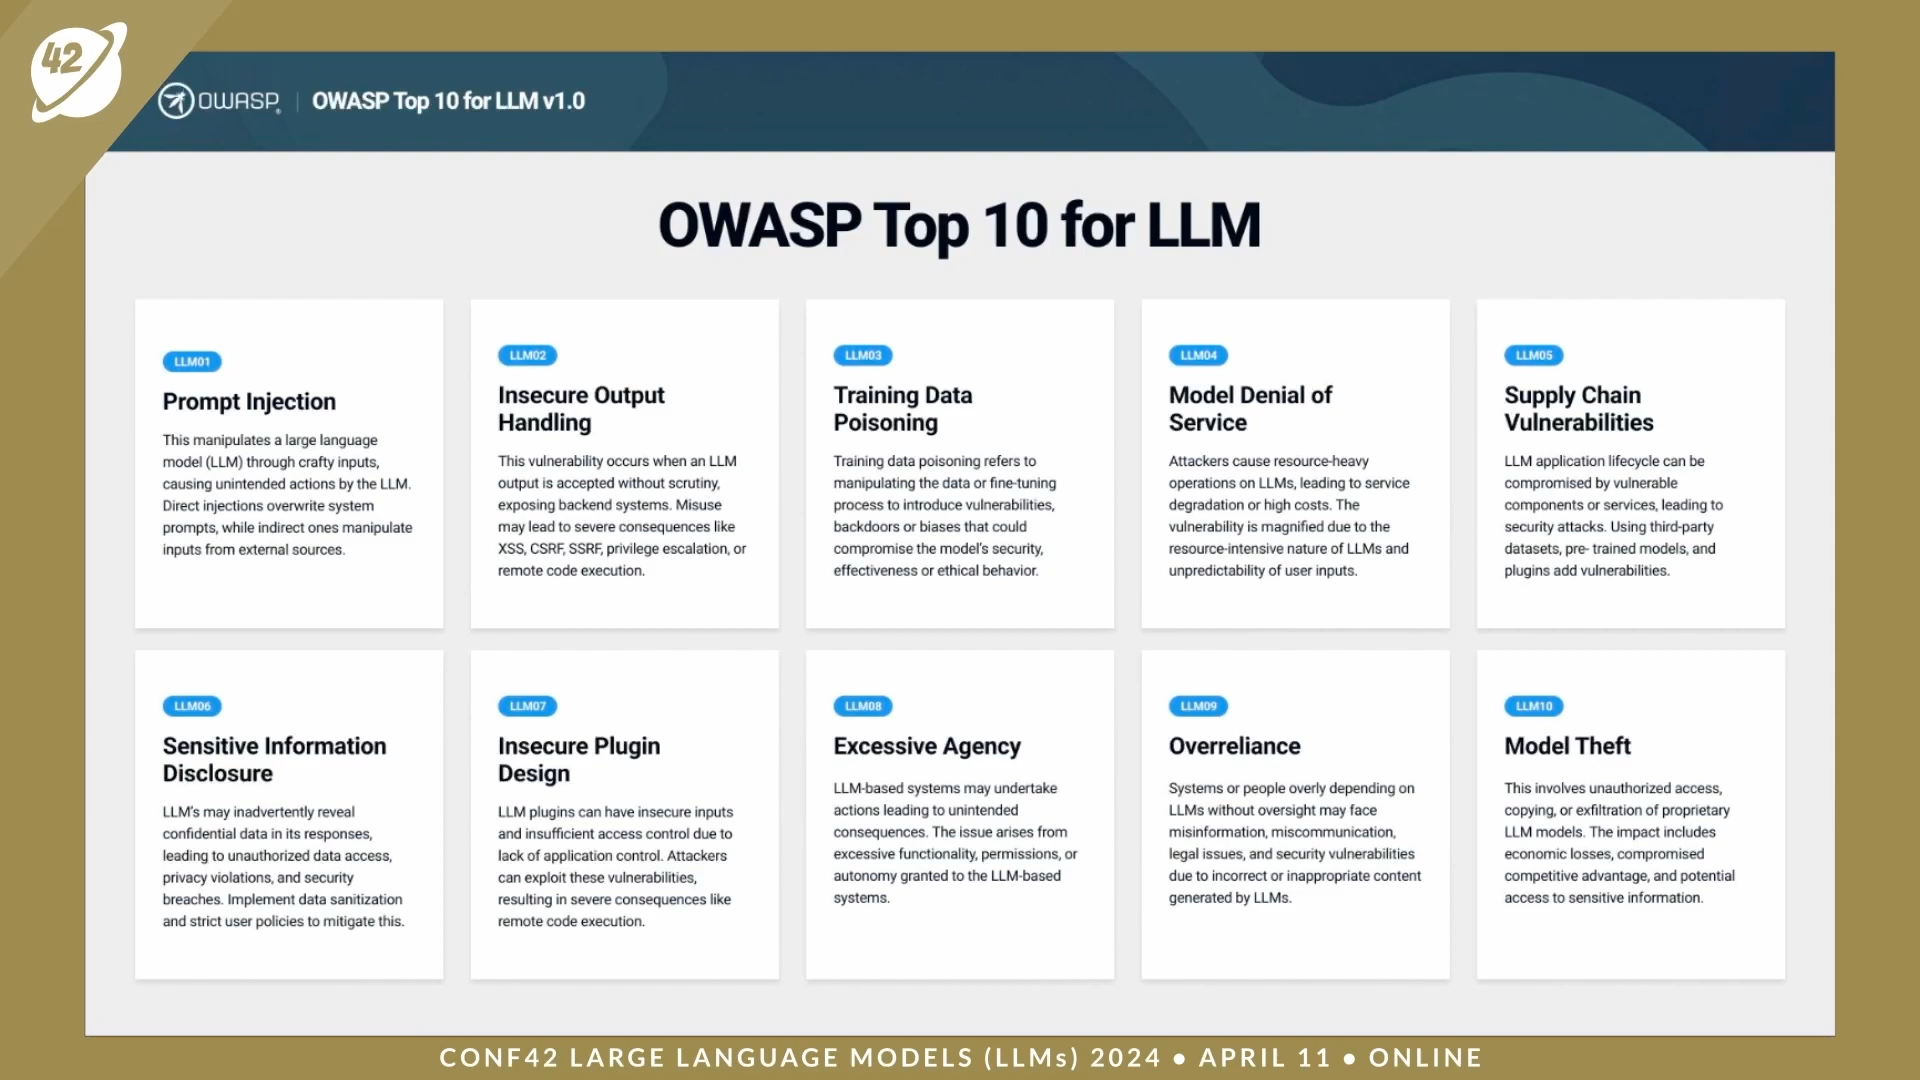 42
OWASP
OWASP Top 10 for LLM v1.0
OWASP Top 10 for LLM
LLM01
Prompt Injection
This manipulates a large language
model (LLM) through crafty inputs,
causing unintended actions by the LLM.
Direct injections overwrite system
prompts, while indirect ones manipulate
inputs from external sources.
LLM02
Insecure Output
Handling
This vulnerability occurs when an LLM
output is accepted without scrutiny,
exposing backend systems. Misuse
may lead to severe consequences like
XSS, CSRF, SSRF, privilege escalation, or
remote code execution.
LLM03
Training Data
Poisoning
Training data poisoning refers to
manipulating the data or fine-tuning
process to introduce vulnerabilities,
backdoors or biases that could
compromise the model's security,
effectiveness or ethical behavior.
LLM04
Model Denial of
Service
Attackers cause resource-heavy
operations on LLMs, leading to service
degradation or high costs. The
vulnerability is magnified due to the
resource-intensive nature of LLMs and
unpredictability of user inputs.
LLM05
Supply Chain
Vulnerabilities
LLM application lifecycle can be
compromised by vulnerable
components or services, leading to
security attacks. Using third-party
datasets, pre- trained models, and
plugins add vulnerabilities.
LLM06
Sensitive Information
Disclosure
LLM's may inadvertently reveal
confidential data in its responses,
leading to unauthorized data access,
privacy violations, and security
breaches. Implement data sanitization
and strict user policies to mitigate this.
LLM07
Insecure Plugin
Design
LLM plugins can have insecure inputs
and insufficient access control due to
lack of application control. Attackers
can exploit these vulnerabilities,
resulting in severe consequences like
remote code execution.
LLM08
Excessive Agency
LLM-based systems may undertake
actions leading to unintended
consequences. The issue arises from
excessive functionality, permissions, or
autonomy granted to the LLM-based
systems.
LLM09
Overreliance
Systems or people overly depending on
LLMs without oversight may face
misinformation, miscommunication,
legal issues, and security vulnerabilities
due to incorrect or inappropriate content
generated by LLMs.
LLM10
Model Theft
This involves unauthorized access,
copying, or exfiltration of proprietary
LLM models. The impact includes
economic losses, compromised
competitive advantage, and potential
access to sensitive information.
CONF42 LARGE LANGUAGE MODELS (LLMs) 2024 ● APRIL 11 ● ONLINE